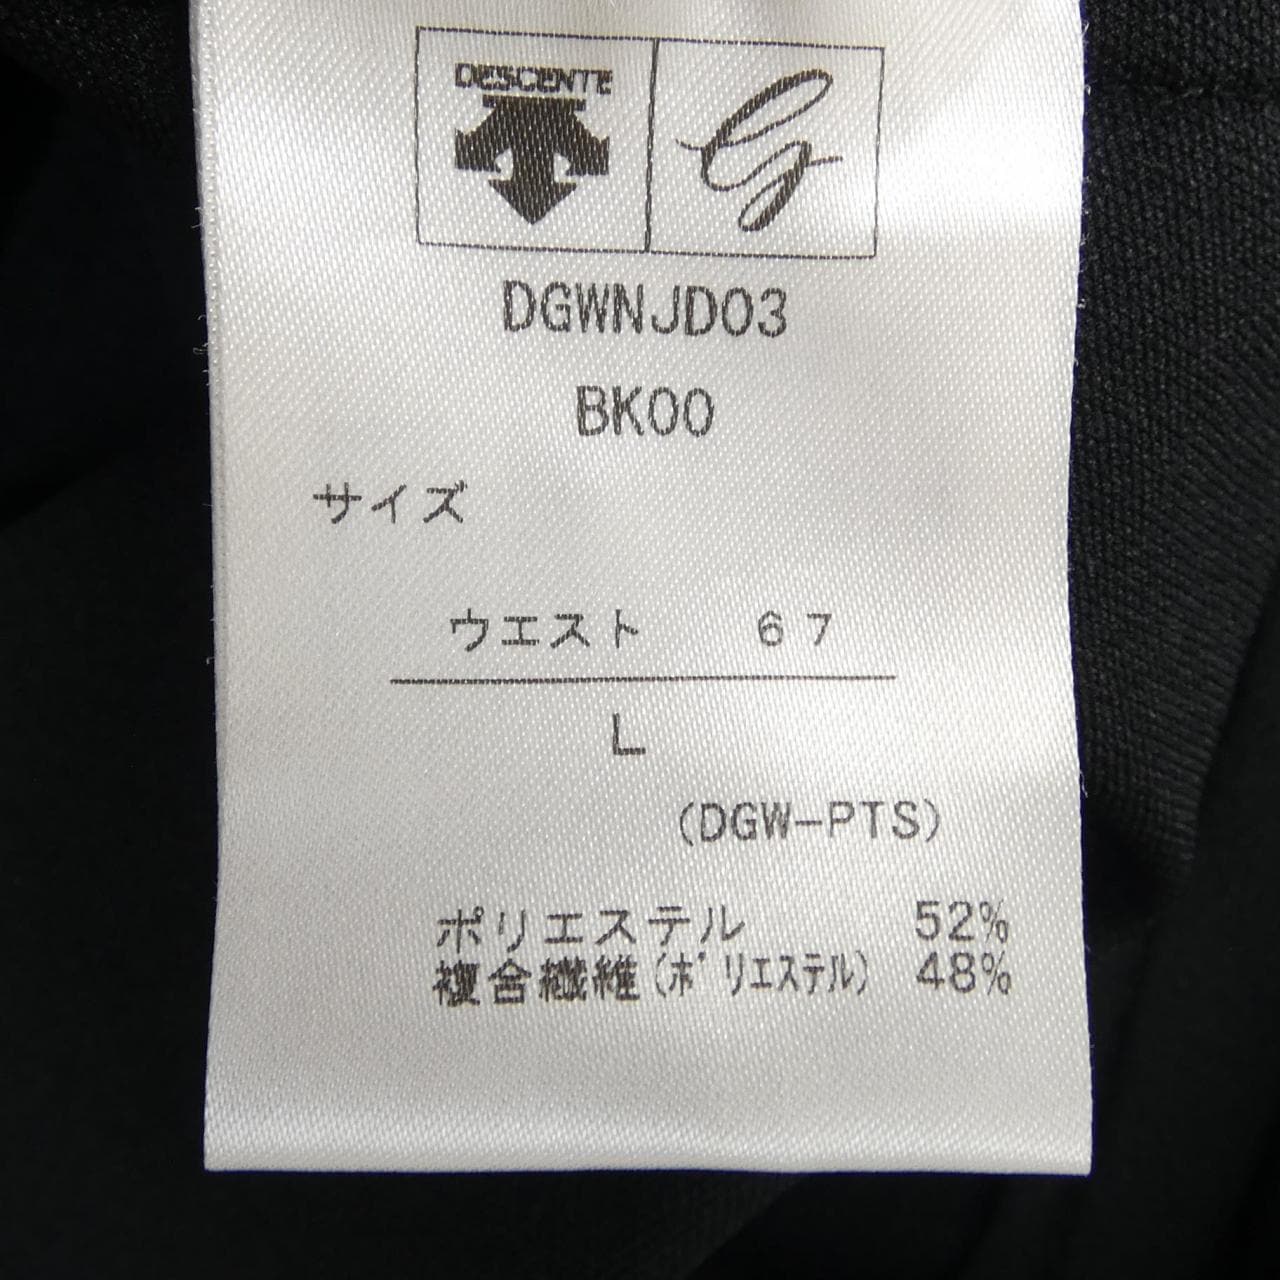 DESCENTE
DGWNJD03
BK00
サイズ
ウエスト 67
L
(DGW-PTS)
ポリエステル 52%
複合繊維(ポリエステル) 48%